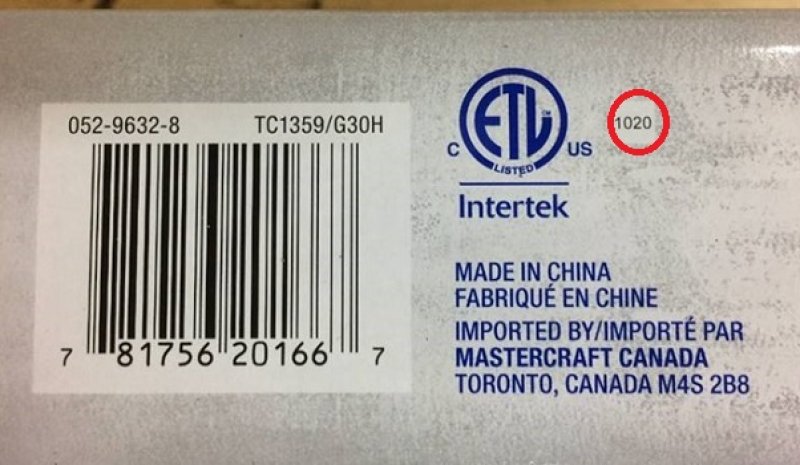 052-9632-8 TC1359/G30H
7 81756 20166 7
ETL™
C US
LISTED
Intertek
1020
MADE IN CHINA
FABRIQUÉ EN CHINE
IMPORTED BY/IMPORTÉ PAR
MASTERCRAFT CANADA
TORONTO, CANADA M4S 2B8